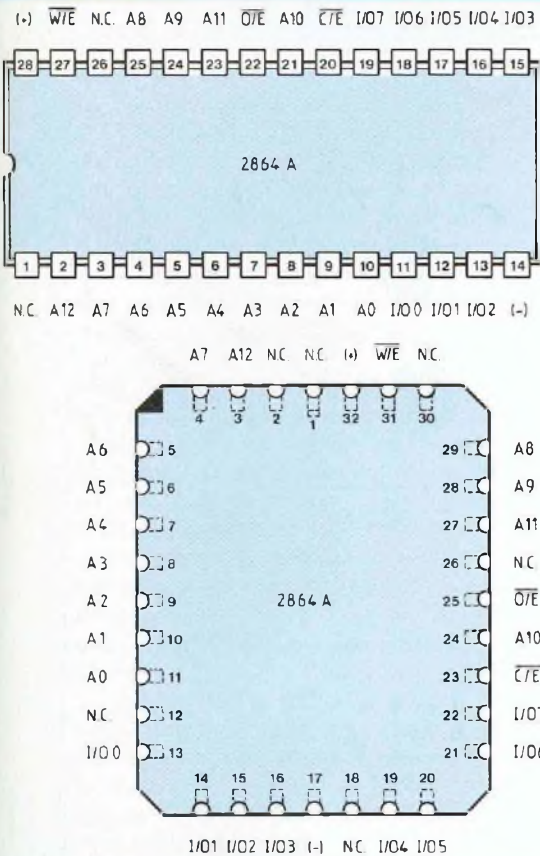 (+) W/E N.C. A8 A9 A11 O/E A10 C/E I/O7 I/O6 I/O5 I/O4 I/O3
28 27 26 25 24 23 22 21 20 19 18 17 16 15
2864 A
1 2 3 4 5 6 7 8 9 10 11 12 13 14
N.C. A12 A7 A6 A5 A4 A3 A2 A1 A0 I/O0 I/O1 I/O2 (-)
A7 A12 N.C. N.C. (+) W/E N.C.
4 3 2 1 32 31 30
A6 5 29 A8
A5 6 28 A9
A4 7 27 A11
A3 8 26 N.C
A2 9 2864 A 25 O/E
A1 10 24 A10
A0 11 23 C/E
N.C. 12 22 I/O7
I/O0 13 21 I/O6
14 15 16 17 18 19 20
I/O1 I/O2 I/O3 (-) N.C. I/O4 I/O5